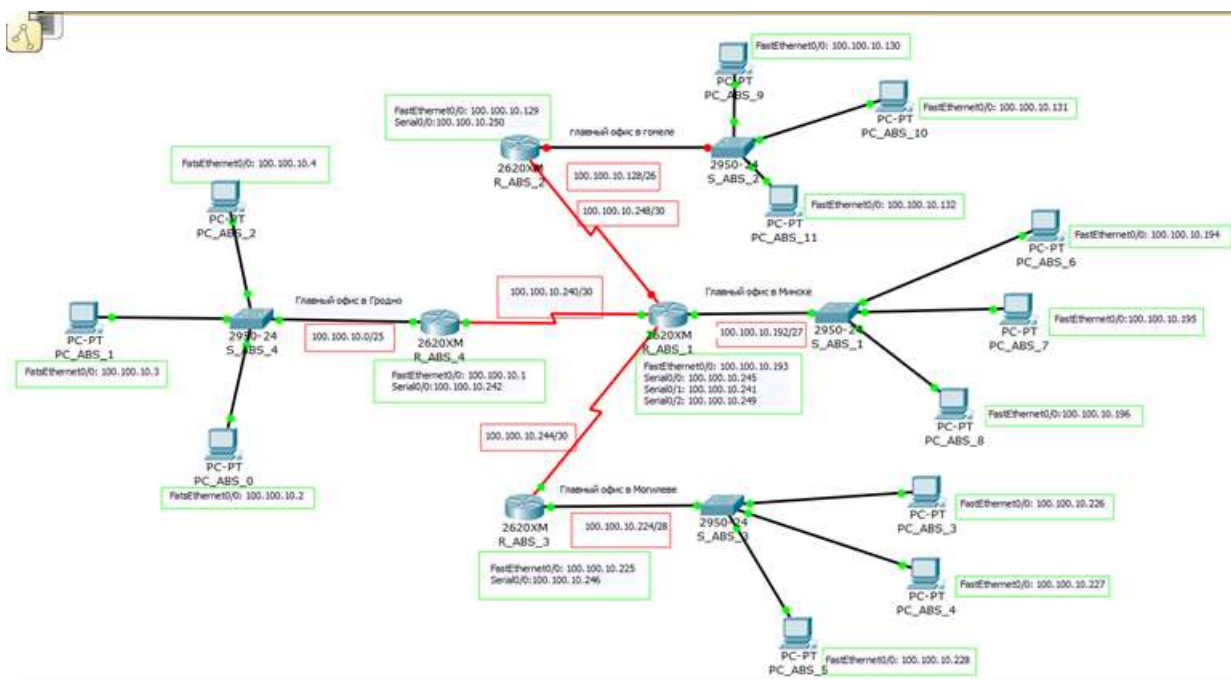 FastEthernet0/0: 100.100.10.130
PC-PT
PC_ABS_9
FastEthernet0/0: 100.100.10.131
PC-PT
PC_ABS_10
FastEthernet0/0: 100.100.10.129
Serial0/0:100.100.10.250
главный офис в гомеле
2620XM
R_ABS_2
2950-24
S_ABS_2
100.100.10.128/26
FatsEthernet0/0: 100.100.10.4
PC-PT
PC_ABS_2
100.100.10.248/30
FastEthernet0/0: 100.100.10.132
PC-PT
PC_ABS_11
FastEthernet0/0: 100.100.10.194
PC-PT
PC_ABS_6
Главный офис в Гродно
100.100.10.240/30
Главный офис в Минске
100.100.10.0/25
100.100.10.192/27
FastEthernet0/0:100.100.10.195
PC-PT
PC_ABS_1
2950-24
S_ABS_4
2620XM
R_ABS_4
2620XM
R_ABS_1
2950-24
S_ABS_1
PC-PT
PC_ABS_7
FatsEthernet0/0: 100.100.10.3
FastEthernet0/0: 100.100.10.1
Serial0/0:100.100.10.242
FastEthernet0/0: 100.100.10.193
Serial0/0: 100.100.10.245
Serial0/1: 100.100.10.241
Serial0/2: 100.100.10.249
FastEthernet0/0:100.100.10.196
PC-PT
PC_ABS_8
100.100.10.244/30
PC-PT
PC_ABS_0
FatsEthernet0/0: 100.100.10.2
Главный офис в Могилеве
2620XM
R_ABS_3
100.100.10.224/28
2950-24
S_ABS_3
FastEthernet0/0: 100.100.10.226
PC-PT
PC_ABS_3
FastEthernet0/0: 100.100.10.225
Serial0/0:100.100.10.246
FastEthernet0/0: 100.100.10.227
PC-PT
PC_ABS_4
FastEthernet0/0: 100.100.10.228
PC-PT
PC_ABS_5